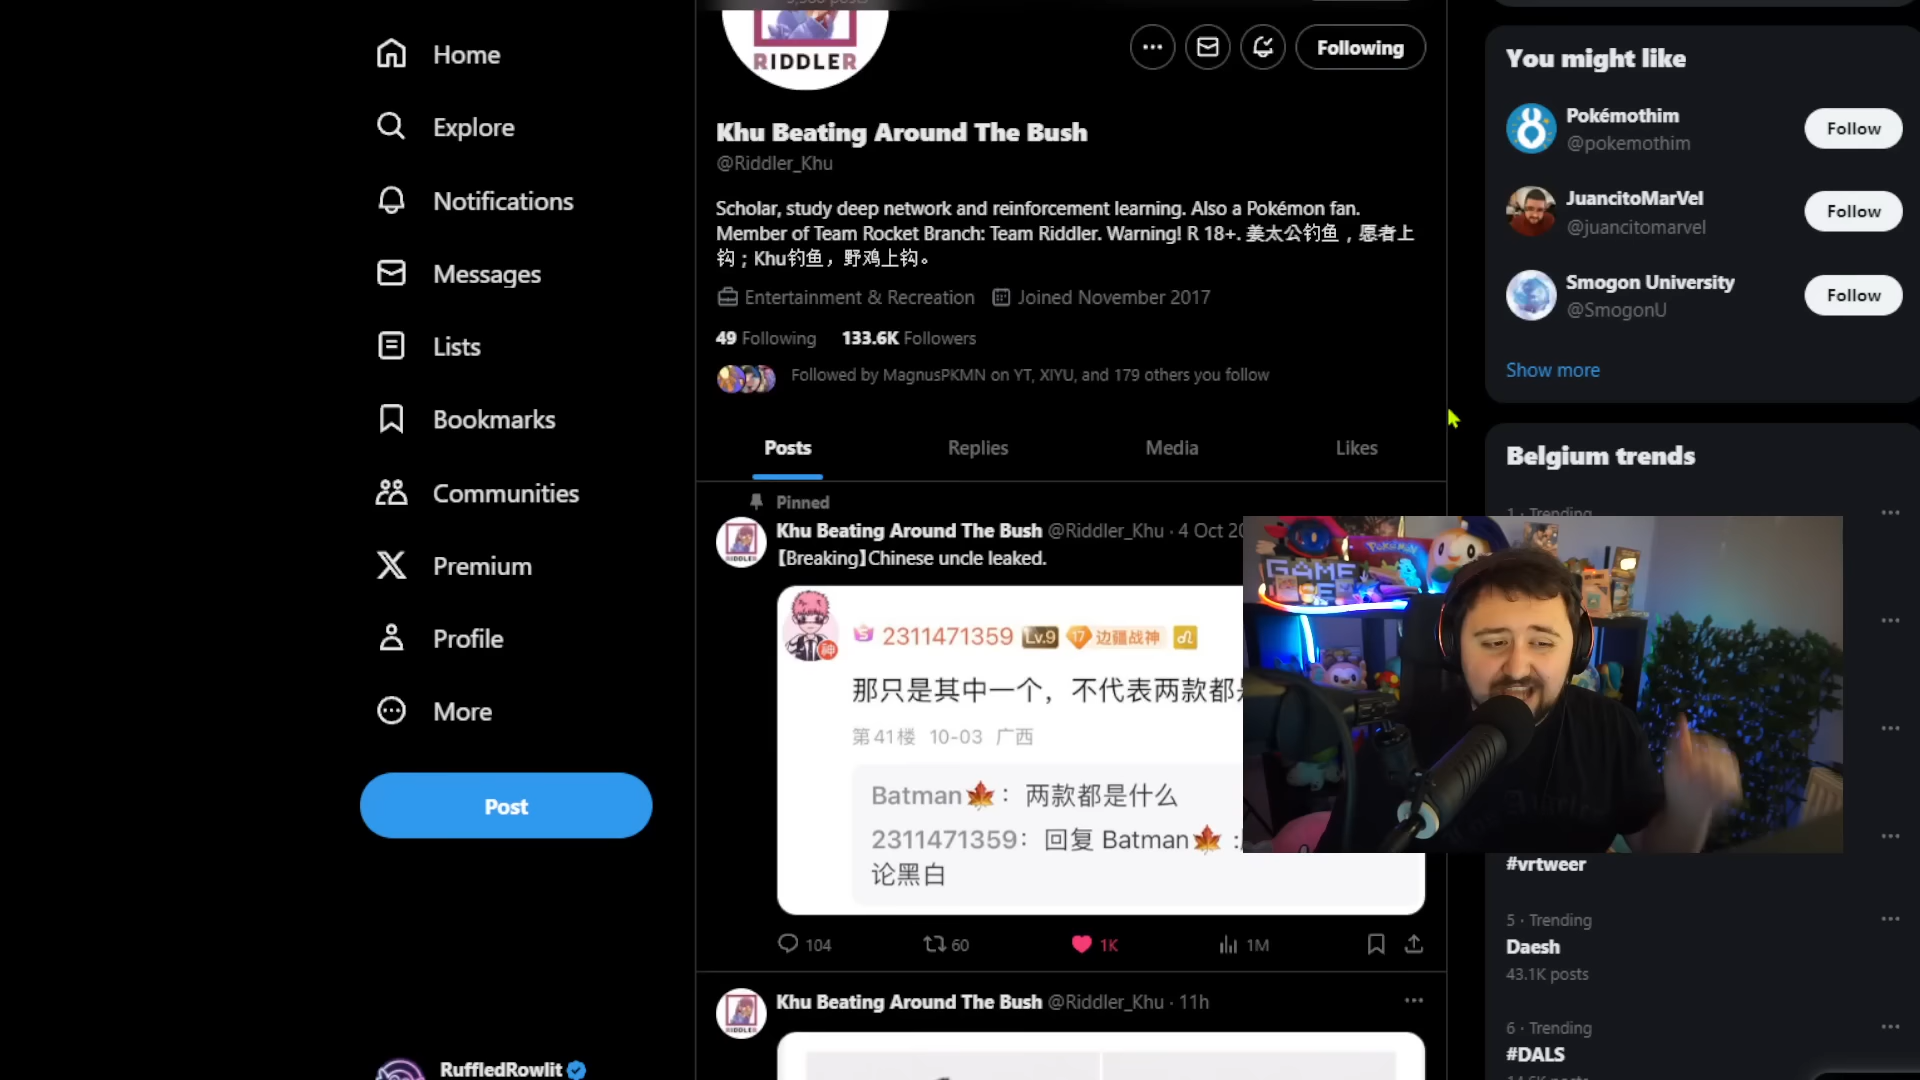 RIDDLER
Following
Home
Explore
Notifications
Messages
Lists
Bookmarks
Communities
Premium
Profile
More
Post
RuffledRowlit
Khu Beating Around The Bush
@Riddler_Khu
Scholar, study deep network and reinforcement learning. Also a Pokémon fan.
Member of Team Rocket Branch: Team Riddler. Warning! R 18+. 姜太公钓鱼，愿者上
钩；Khu钓鱼，野鸡上钩。
Entertainment & Recreation Joined November 2017
49 Following 133.6K Followers
Followed by MagnusPKMN on YT, XIYU, and 179 others you follow
Posts Replies Media Likes
Pinned
Khu Beating Around The Bush @Riddler_Khu · 4 Oct
【Breaking】Chinese uncle leaked.
2311471359 Lv.9 17 边疆战神
那只是其中一个，不代表两款都
第41楼 10-03 广西
Batman🍁： 两款都是什么
2311471359： 回复 Batman🍁 :
论黑白
104 60 1K 1M
Khu Beating Around The Bush @Riddler_Khu · 11h
You might like
Pokémothim
@pokemothim
Follow
JuancitoMarVel
@juancitomarvel
Follow
Smogon University
@SmogonU
Follow
Show more
Belgium trends
1 · Trending
GAME
Pokémon
#vrtweer
5 · Trending
Daesh
43.1K posts
6 · Trending
#DALS